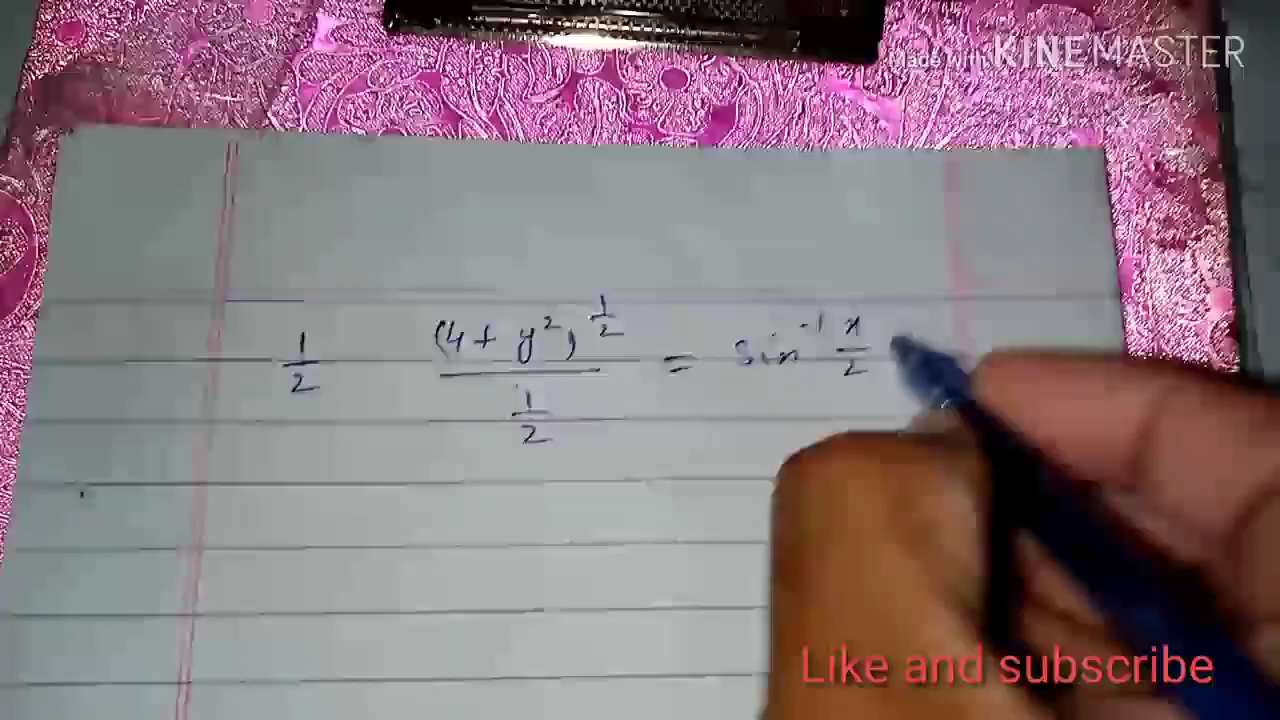 Made with KINEMASTER
1/2 (4 + y²)^(1/2) / (1/2) = Sin⁻¹ x/2
Like and subscribe